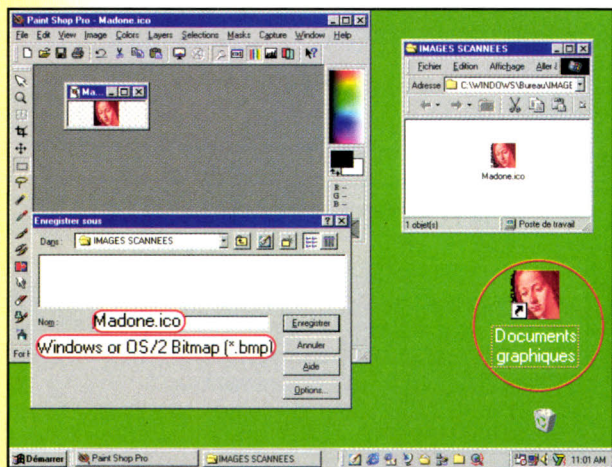 Paint Shop Pro - Madone.ico
File Edit View Image Colors Layers Selections Masks Capture Window Help
Ma...
R -
G -
B -
Enregistrer sous
Dans : IMAGES SCANNEES
Nom : Madone.ico
Enregistrer
Windows or OS/2 Bitmap (*.bmp)
Annuler
Aide
Options...
For H
IMAGES SCANNEES
Fichier Edition Affichage Aller
Adresse C:\WINDOWS\Bureau\IMAGE
Madone.ico
1 objet(s) Poste de travail
Documents
graphiques
Démarrer Paint Shop Pro IMAGES SCANNEES 11:01 AM